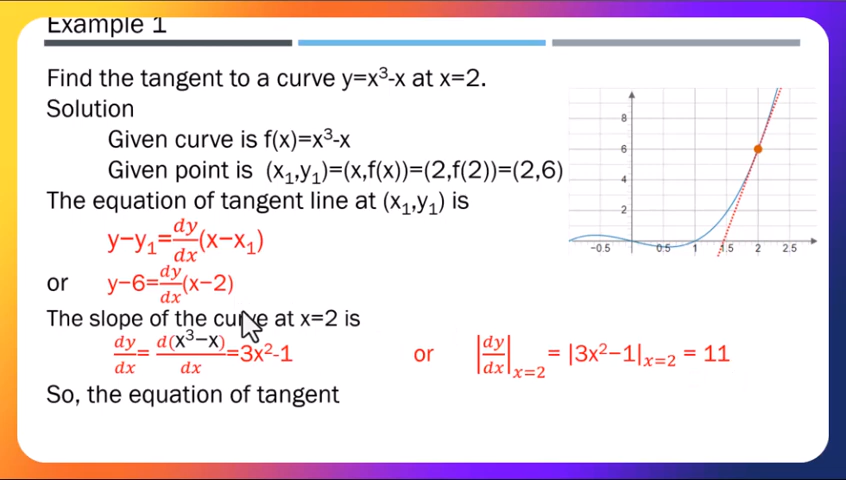 Example 1
Find the tangent to a curve y=x³-x at x=2.
Solution
Given curve is f(x)=x³-x
Given point is (x₁,y₁)=(x,f(x))=(2,f(2))=(2,6)
The equation of tangent line at (x₁,y₁) is
y−y₁=dy/dx(x−x₁)
or y−6=dy/dx(x−2)
The slope of the curve at x=2 is
dy/dx = d(x³−x)/dx =3x²-1 or |dy/dx|ₓ₌₂ = |3x²−1|ₓ₌₂ = 11
So, the equation of tangent
8
6
4
2
−0.5 0.5 1 1.5 2 2.5